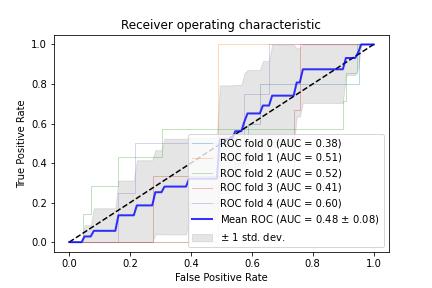 Receiver operating characteristic
True Positive Rate
1.0
0.8
0.6
0.4
0.2
0.0
ROC fold 0 (AUC = 0.38)
ROC fold 1 (AUC = 0.51)
ROC fold 2 (AUC = 0.52)
ROC fold 3 (AUC = 0.41)
ROC fold 4 (AUC = 0.60)
Mean ROC (AUC = 0.48 ± 0.08)
± 1 std. dev.
0.0 0.2 0.4 0.6 0.8 1.0
False Positive Rate